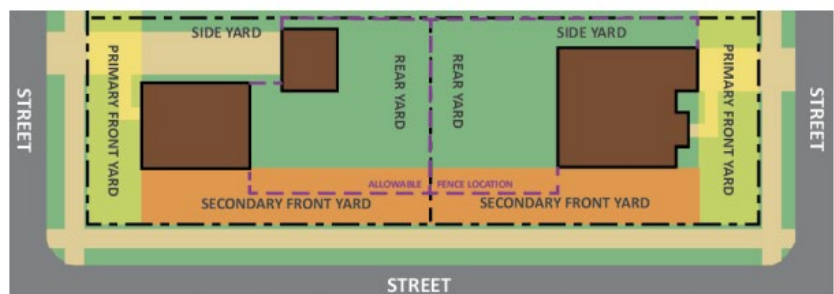 SIDE YARD
SIDE YARD
STREET
PRIMARY FRONT YARD
REAR YARD
REAR YARD
PRIMARY FRONT YARD
STREET
ALLOWABLE FENCE LOCATION
SECONDARY FRONT YARD
SECONDARY FRONT YARD
STREET